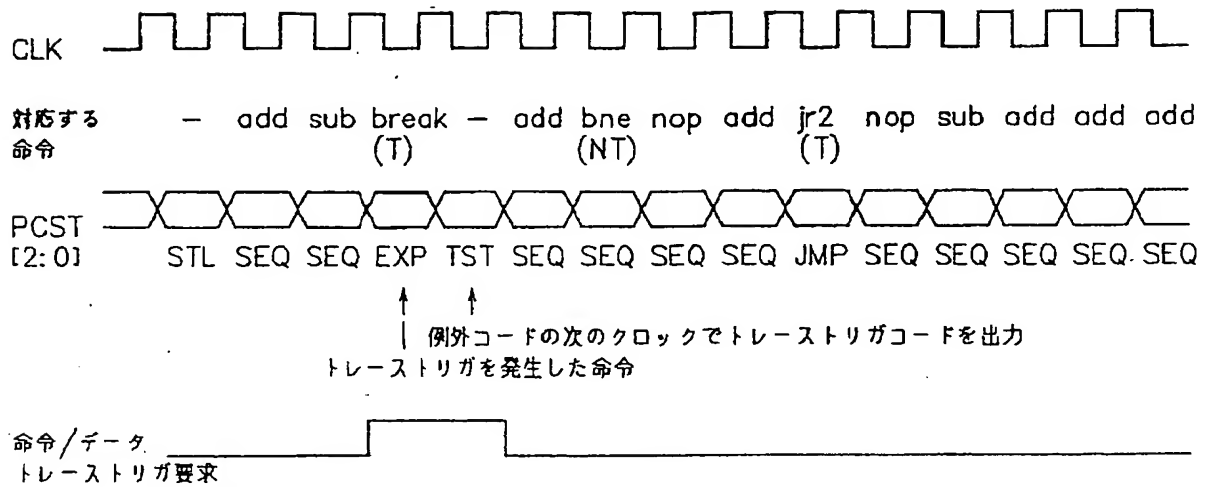 CLK
対応する - add sub break - add bne nop add jr2 nop sub add add add
命令 (T) (NT) (T)
PCST
[2:0] STL SEQ SEQ EXP TST SEQ SEQ SEQ SEQ JMP SEQ SEQ SEQ SEQ SEQ
例外コードの次のクロックでトレーストリガコードを出力
トレーストリガを発生した命令
命令/データ
トレーストリガ要求